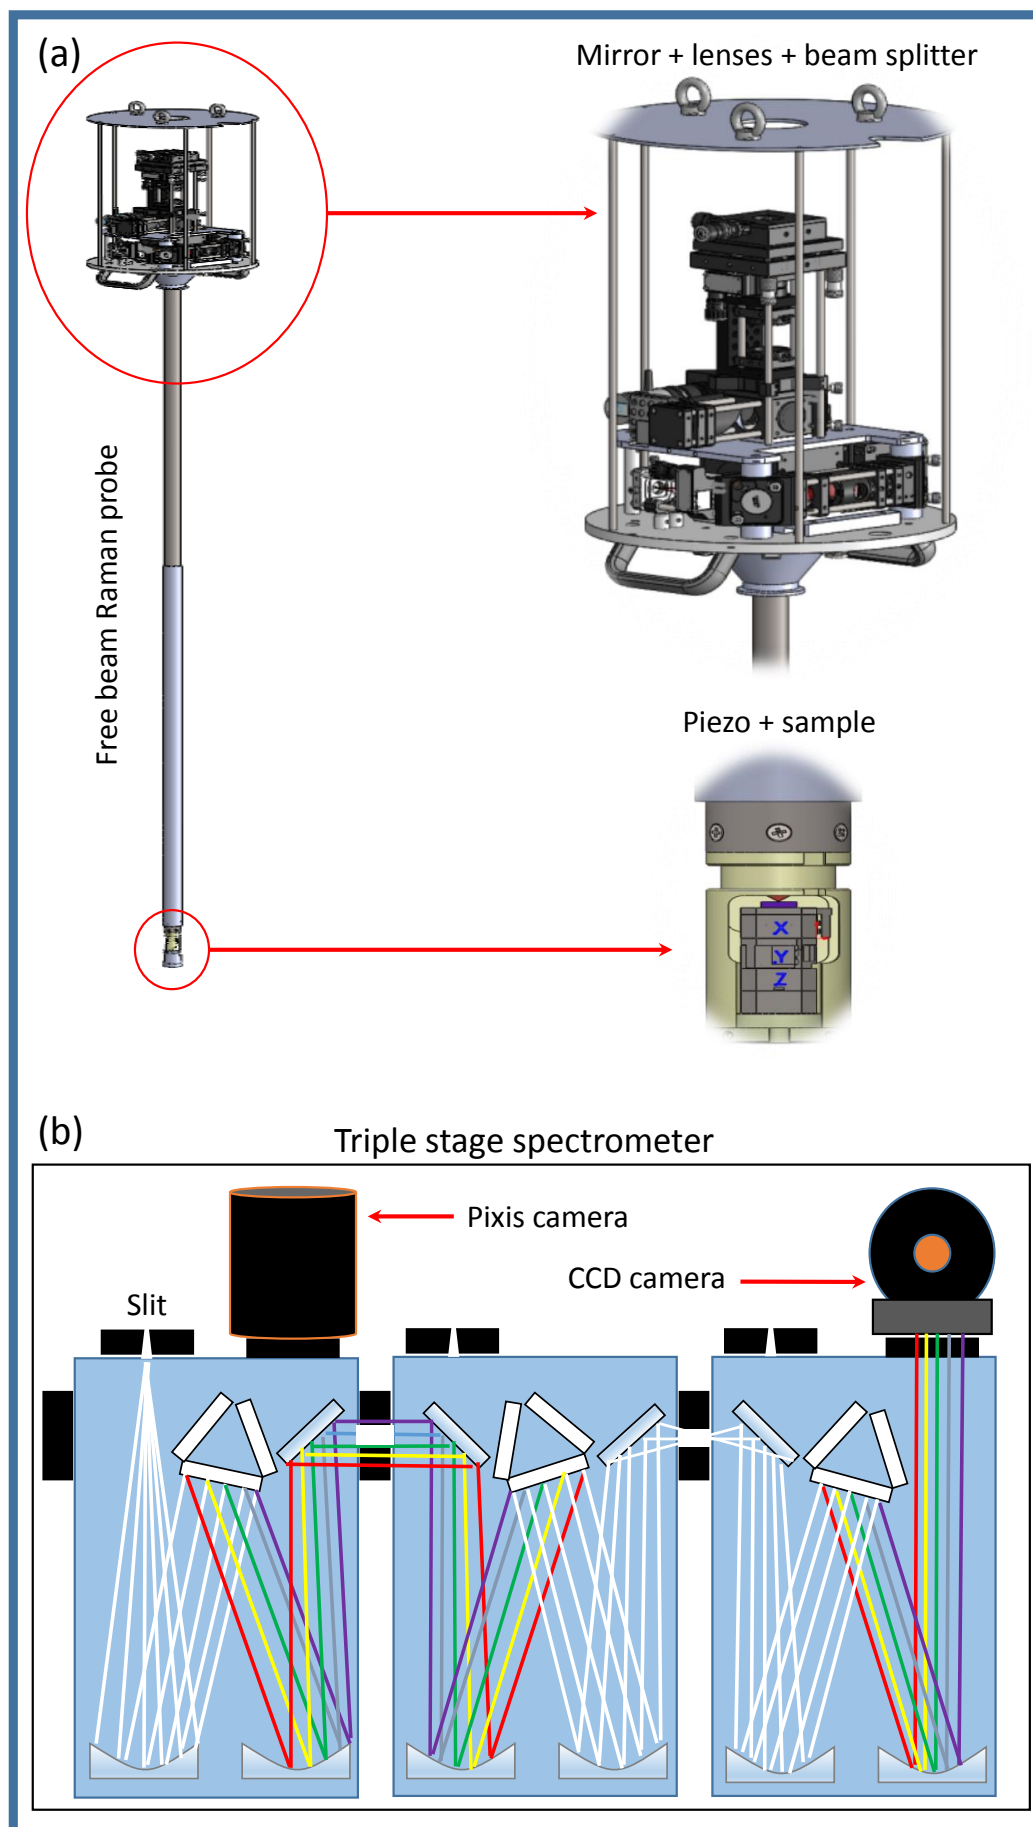 (a)
Mirror + lenses + beam splitter
Free beam Raman probe
Piezo + sample
X
Y
Z
(b)
Triple stage spectrometer
Pixis camera
CCD camera
Slit